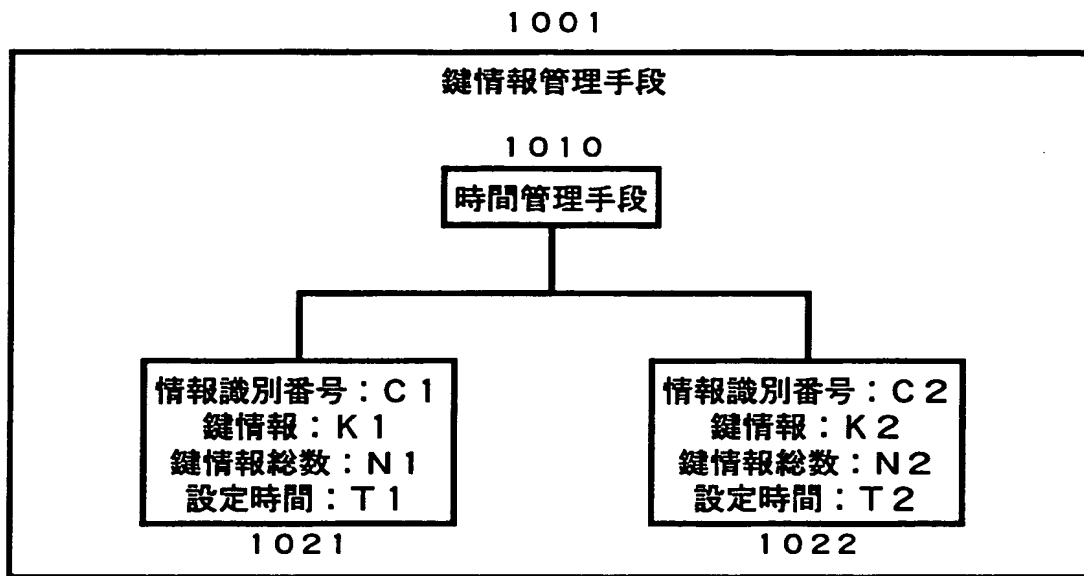 １００１
鍵情報管理手段
１０１０
時間管理手段
情報識別番号：Ｃ１
鍵情報：Ｋ１
鍵情報総数：Ｎ１
設定時間：Ｔ１
１０２１
情報識別番号：Ｃ２
鍵情報：Ｋ２
鍵情報総数：Ｎ２
設定時間：Ｔ２
１０２２